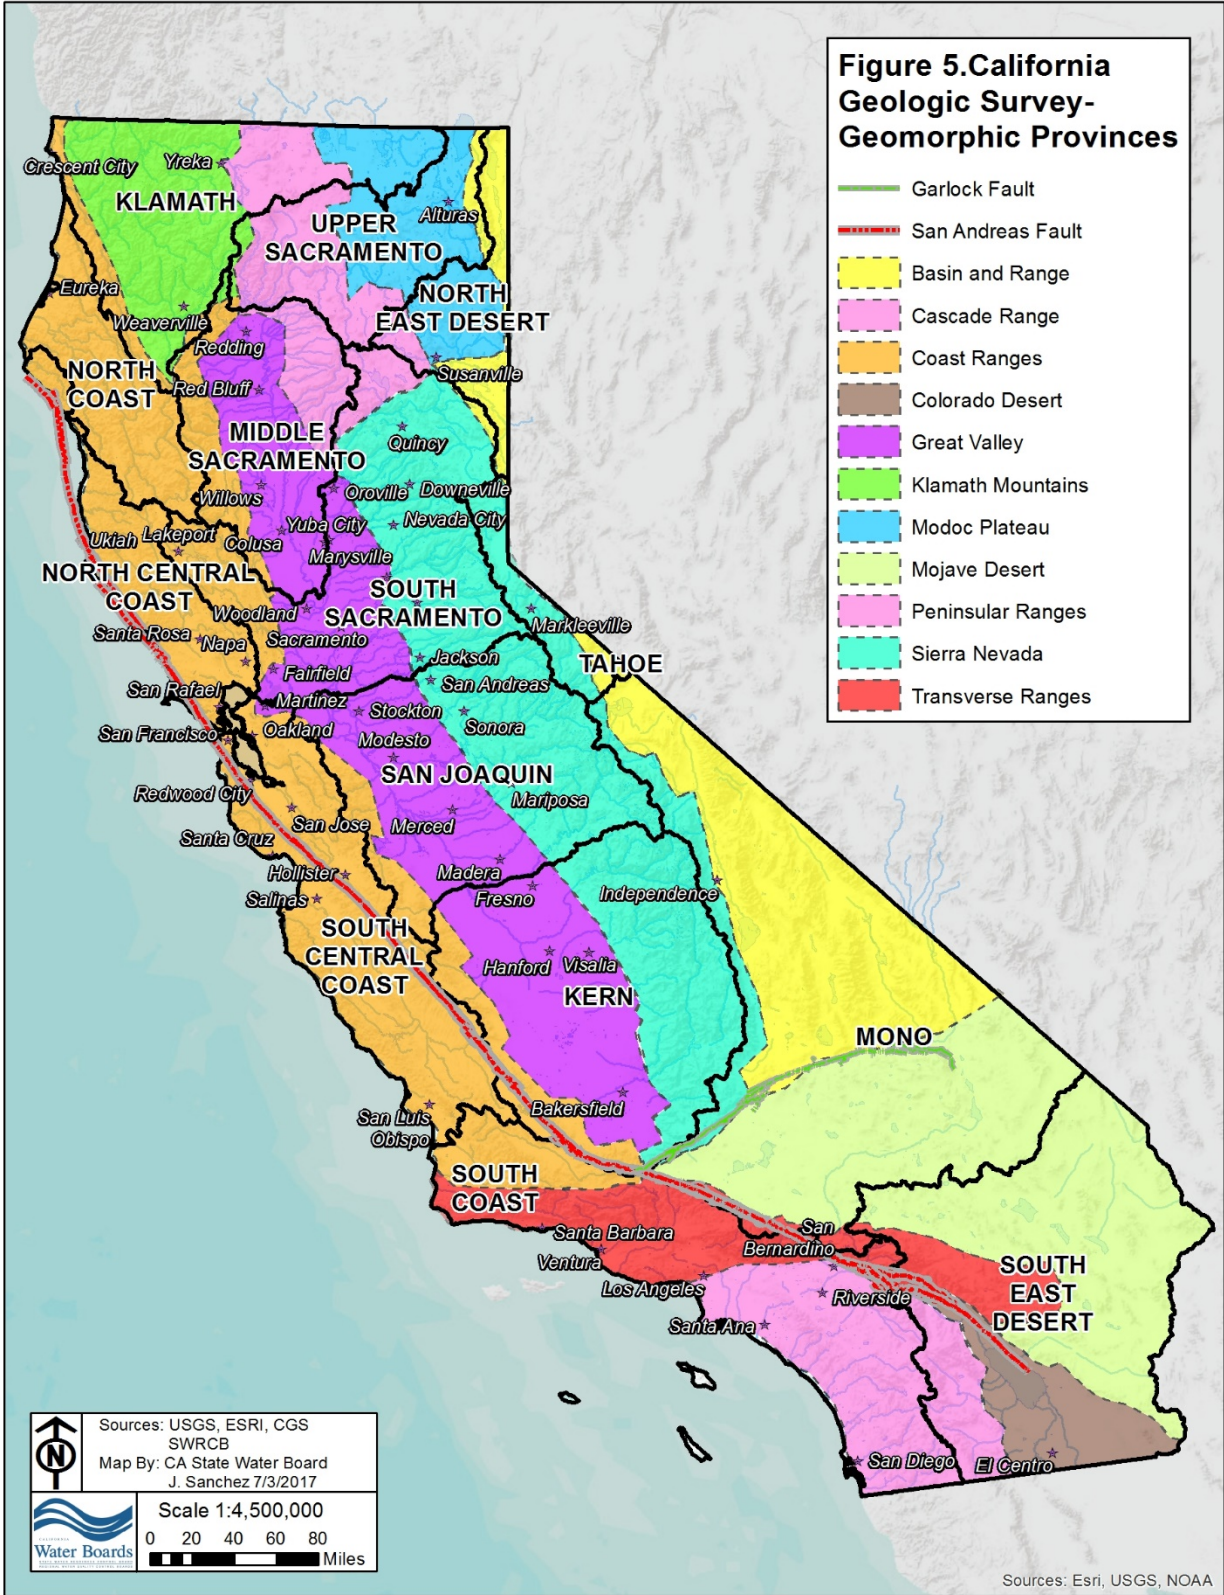 Figure 5.California
Geologic Survey-
Geomorphic Provinces
Garlock Fault
San Andreas Fault
Basin and Range
Cascade Range
Coast Ranges
Colorado Desert
Great Valley
Klamath Mountains
Modoc Plateau
Mojave Desert
Peninsular Ranges
Sierra Nevada
Transverse Ranges
Crescent City
Yreka
KLAMATH
Alturas
UPPER
SACRAMENTO
Eureka
Weaverville
NORTH
EAST DESERT
Redding
NORTH
COAST
Red Bluff
Susanville
MIDDLE
SACRAMENTO
Quincy
Willows
Oroville
Downeville
Nevada City
Yuba City
Ukiah
Lakeport
Colusa
Marysville
NORTH CENTRAL
COAST
SOUTH
SACRAMENTO
Woodland
Markleeville
Santa Rosa
Napa
Sacramento
Jackson
TAHOE
Fairfield
San Andreas
San Rafael
Martinez
Stockton
Sonora
San Francisco
Oakland
Modesto
SAN JOAQUIN
Redwood City
Mariposa
San Jose
Merced
Santa Cruz
Hollister
Madera
Salinas
Fresno
Independence
SOUTH
CENTRAL
COAST
Hanford
Visalia
KERN
MONO
Bakersfield
San Luis
Obispo
SOUTH
COAST
Santa Barbara
San
Bernardino
Ventura
Los Angeles
Riverside
SOUTH
EAST
DESERT
Santa Ana
San Diego
El Centro
N
Sources: USGS, ESRI, CGS
SWRCB
Map By: CA State Water Board
J. Sanchez 7/3/2017
CALIFORNIA
Water Boards
Scale 1:4,500,000
0 20 40 60 80
Miles
Sources: Esri, USGS, NOAA